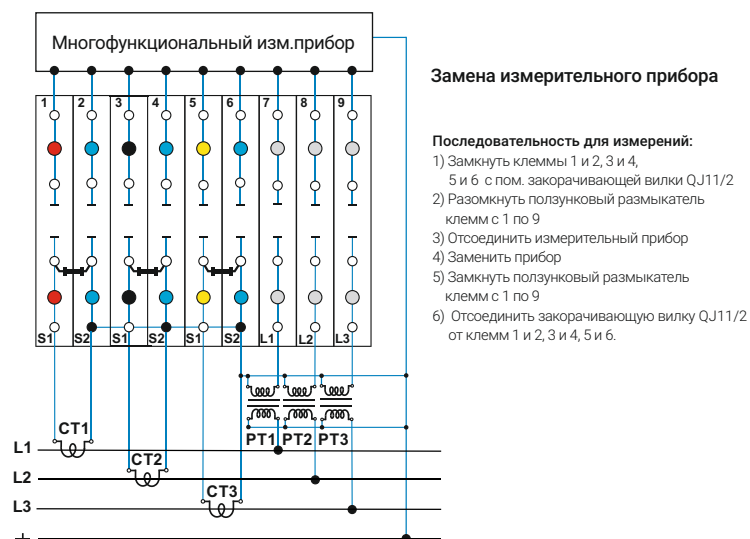 Многофункциональный изм.прибор
1 2 3 4 5 6 7 8 9
S1 S2 S1 S2 S1 S2 L1 L2 L3
CT1
CT2
CT3
PT1 PT2 PT3
L1
L2
L3
Замена измерительного прибора
Последовательность для измерений:
1) Замкнуть клеммы 1 и 2, 3 и 4,
5 и 6 с пом. закорачивающей вилки QJ11/2
2) Разомкнуть ползунковый размыкатель
клемм с 1 по 9
3) Отсоединить измерительный прибор
4) Заменить прибор
5) Замкнуть ползунковый размыкатель
клемм с 1 по 9
6) Отсоединить закорачивающую вилку QJ11/2
от клемм 1 и 2, 3 и 4, 5 и 6.